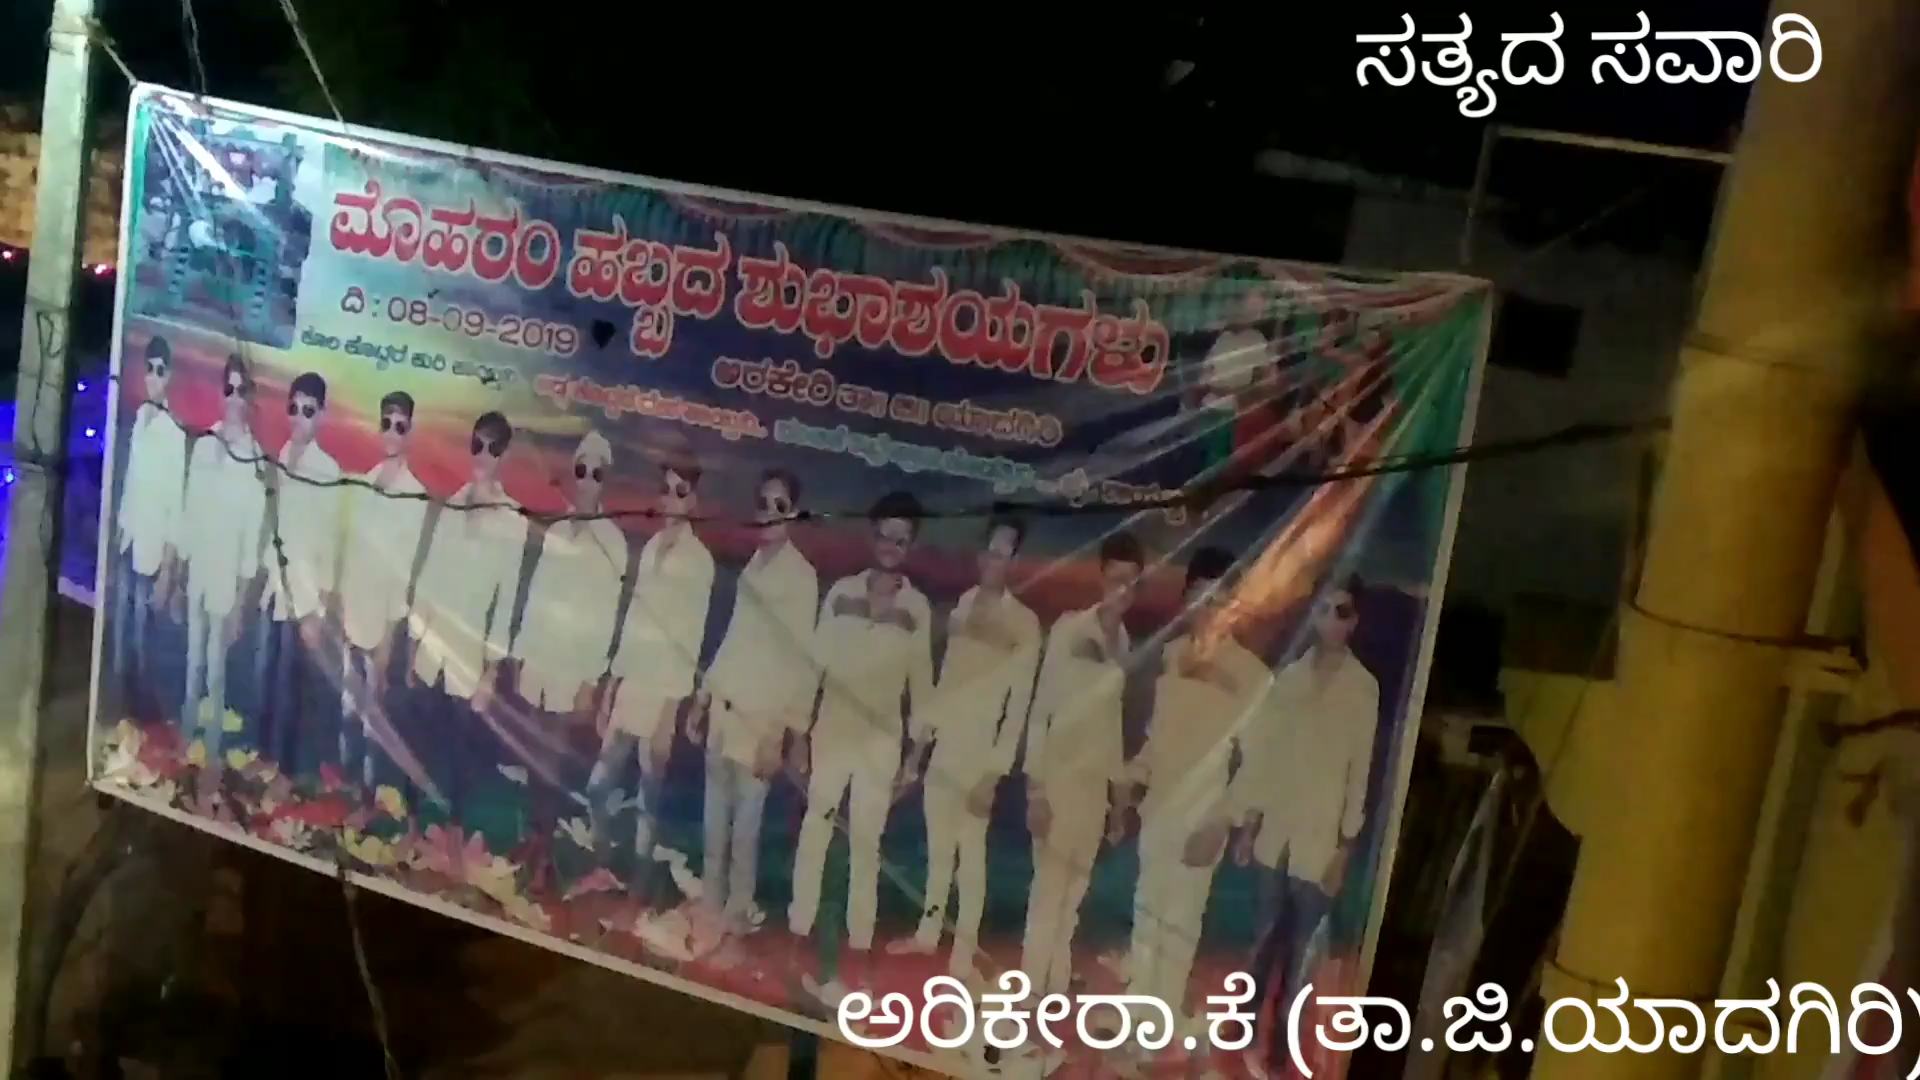 ಸತ್ಯದ ಸವಾರಿ
ಮೊಹರಂ ಹಬ್ಬದ ಶುಭಾಶಯಗಳು
ದಿ : 08-09-2019
ಅರಕೇರಿ ತಾ॥ ಜಿ॥ ಯಾದಗಿರಿ
ಅರಿಕೇರಾ.ಕೆ (ತಾ.ಜಿ.ಯಾದಗಿರಿ)